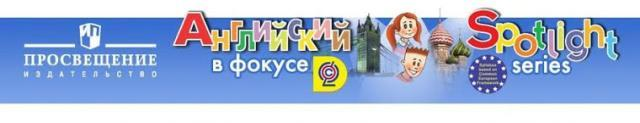 ПРОСВЕЩЕНИЕ
ИЗДАТЕЛЬСТВО
Английский
в фокусе
Spotlight
series